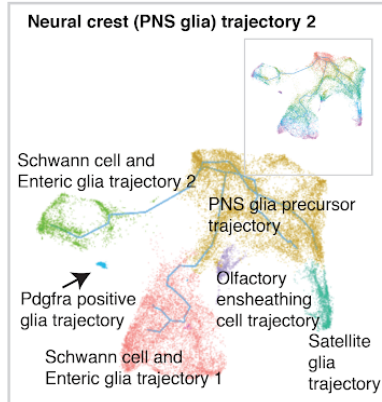 Neural crest (PNS glia) trajectory 2
Schwann cell and
Enteric glia trajectory 2
PNS glia precursor
trajectory
Pdgfra positive
glia trajectory
Olfactory
ensheathing
cell trajectory
Satellite
glia
trajectory
Schwann cell and
Enteric glia trajectory 1